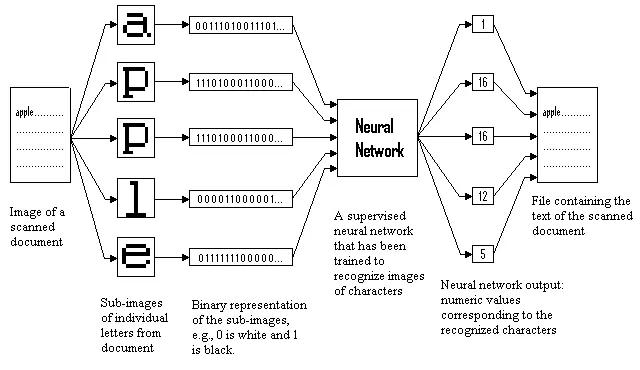 a
00111010011101...
1
p
1110100011000...
16
apple.........
p
1110100011000...
Neural
Network
16
apple.........
l
000011000001...
12
e
0111111100000...
5
Image of a
scanned
document
Sub-images
of individual
letters from
document
Binary representation
of the sub-images,
e.g., 0 is white and 1
is black.
A supervised
neural network
that has been
trained to
recognize images
of characters
Neural network output:
numeric values
corresponding to the
recognized characters
File containing the
text of the scanned
document